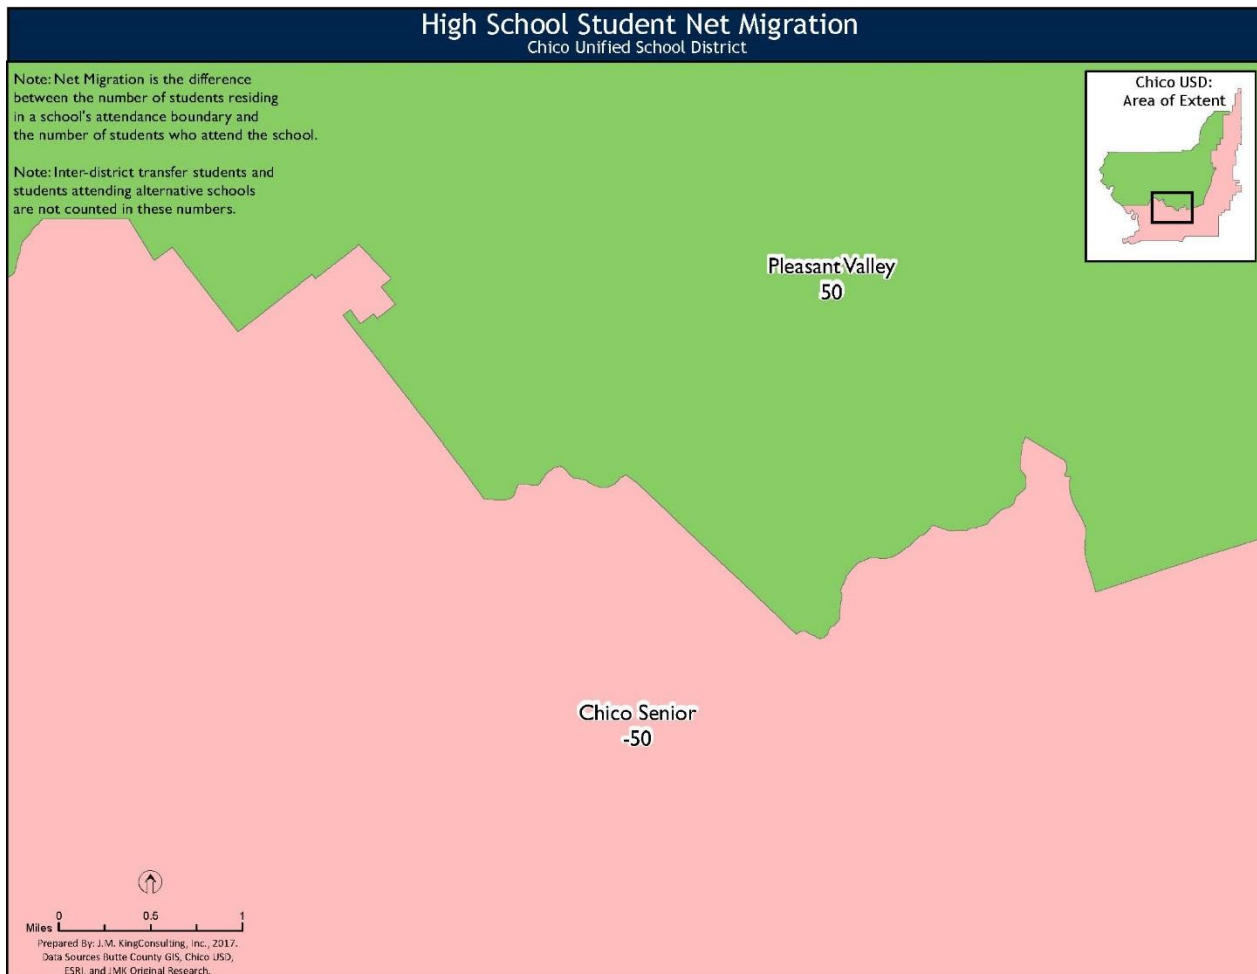 High School Student Net Migration
Chico Unified School District
Note: Net Migration is the difference
between the number of students residing
in a school's attendance boundary and
the number of students who attend the school.
Note: Inter-district transfer students and
students attending alternative schools
are not counted in these numbers.
Chico USD:
Area of Extent
Pleasant Valley
50
Chico Senior
-50
0 0.5 1
Miles
Prepared By: J.M. KingConsulting, Inc., 2017.
Data Sources Butte County GIS, Chico USD,
ESRI, and JMK Original Research.